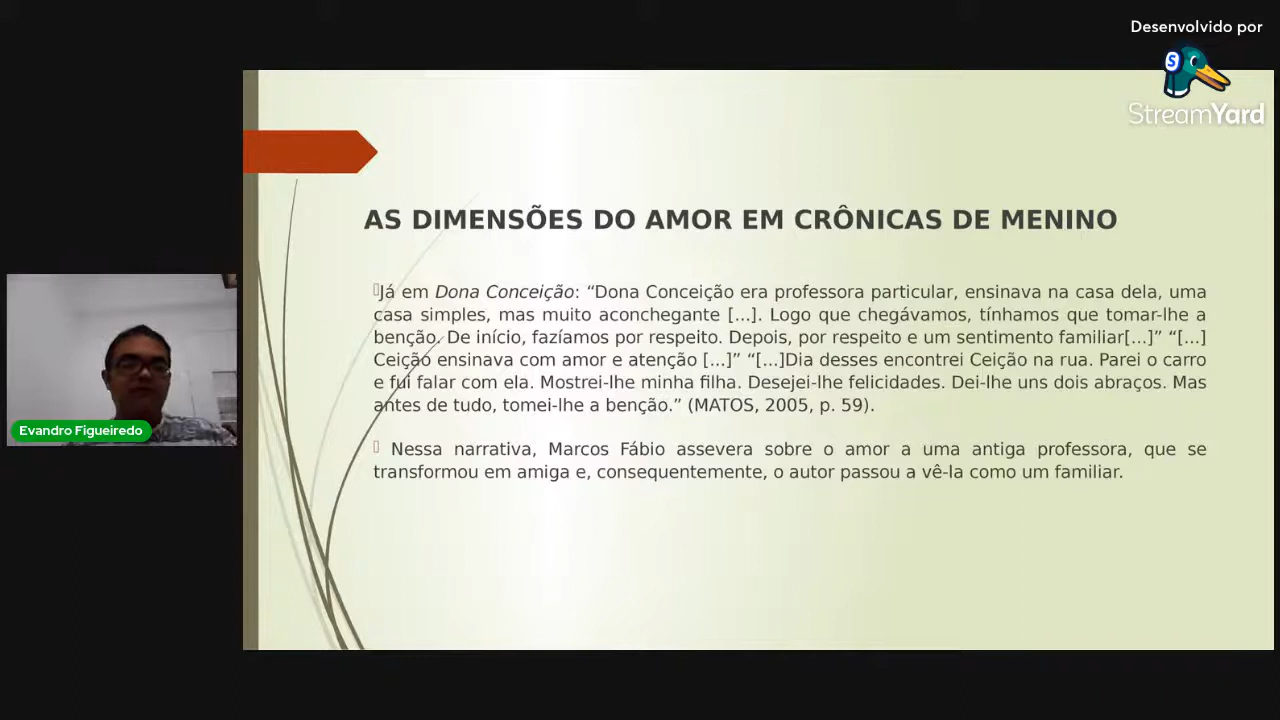 Desenvolvido por
StreamYard
AS DIMENSÕES DO AMOR EM CRÔNICAS DE MENINO
Já em Dona Conceição: “Dona Conceição era professora particular, ensinava na casa dela, uma
casa simples, mas muito aconchegante [...]. Logo que chegávamos, tínhamos que tomar-lhe a
benção. De início, fazíamos por respeito. Depois, por respeito e um sentimento familiar[...]” “[...]
Ceição ensinava com amor e atenção [...]” “[...]Dia desses encontrei Ceição na rua. Parei o carro
e fui falar com ela. Mostrei-lhe minha filha. Desejei-lhe felicidades. Dei-lhe uns dois abraços. Mas
antes de tudo, tomei-lhe a benção.” (MATOS, 2005, p. 59).
Nessa narrativa, Marcos Fábio assevera sobre o amor a uma antiga professora, que se
transformou em amiga e, consequentemente, o autor passou a vê-la como um familiar.
Evandro Figueiredo